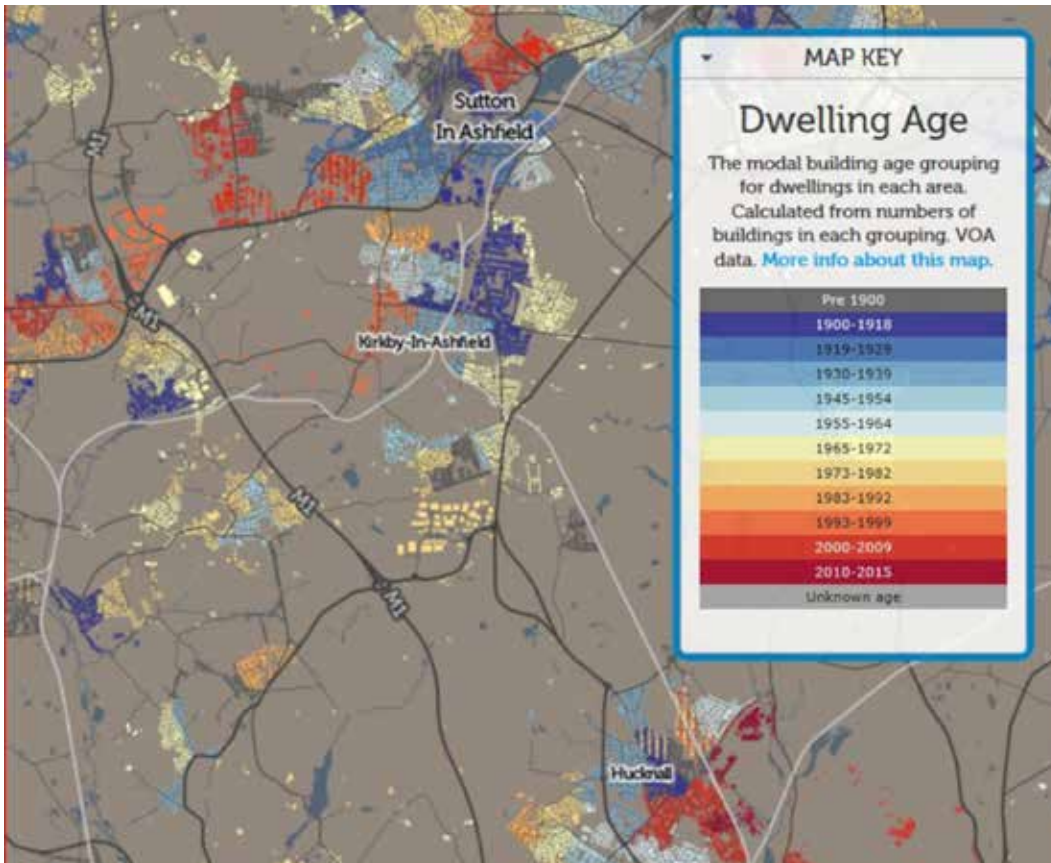 M1
Sutton
In Ashfield
M1
Kirkby-In-Ashfield
M1
M1
Hucknall
MAP KEY
Dwelling Age
The modal building age grouping
for dwellings in each area.
Calculated from numbers of
buildings in each grouping. VOA
data. More info about this map.
Pre 1900
1900-1918
1919-1929
1930-1939
1945-1954
1955-1964
1965-1972
1973-1982
1983-1992
1993-1999
2000-2009
2010-2015
Unknown age